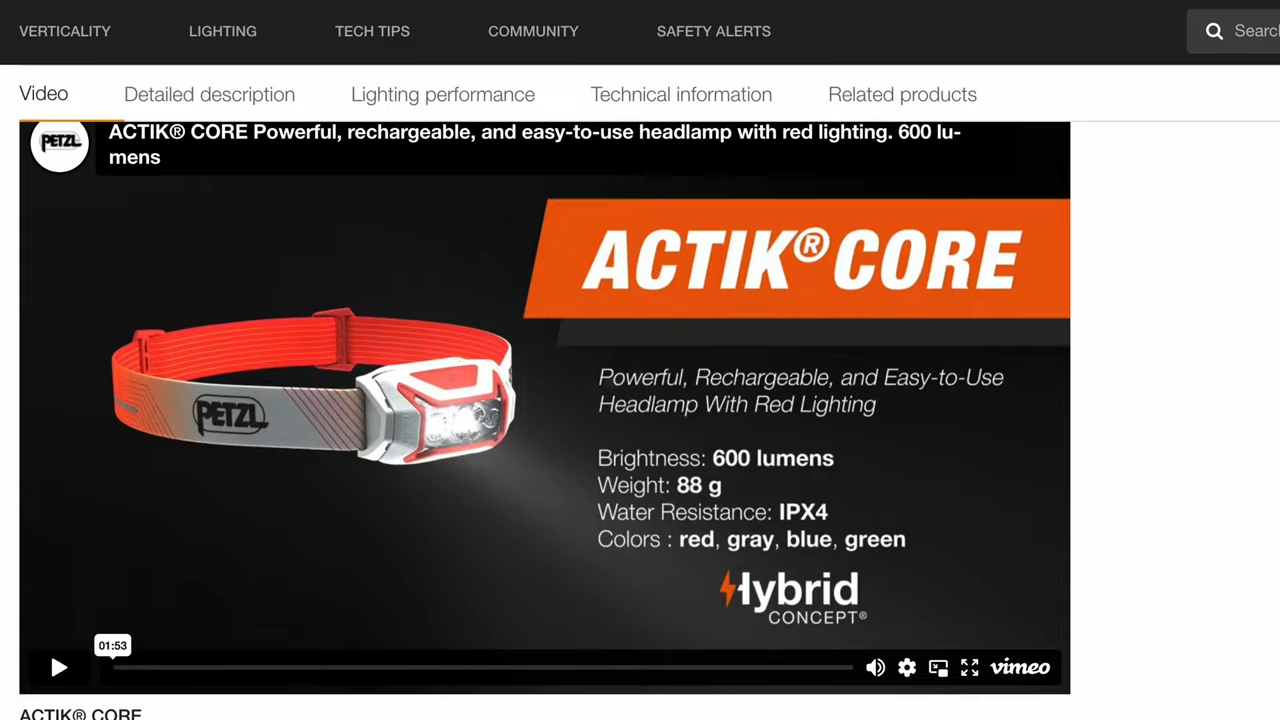 VERTICALITY LIGHTING TECH TIPS COMMUNITY SAFETY ALERTS Search
Video Detailed description Lighting performance Technical information Related products
PETZL
ACTIK® CORE Powerful, rechargeable, and easy-to-use headlamp with red lighting. 600 lu-
mens
ACTIK® CORE
PETZL
Powerful, Rechargeable, and Easy-to-Use
Headlamp With Red Lighting
Brightness: 600 lumens
Weight: 88 g
Water Resistance: IPX4
Colors : red, gray, blue, green
Hybrid
CONCEPT®
01:53
vimeo
ACTIK® CORE